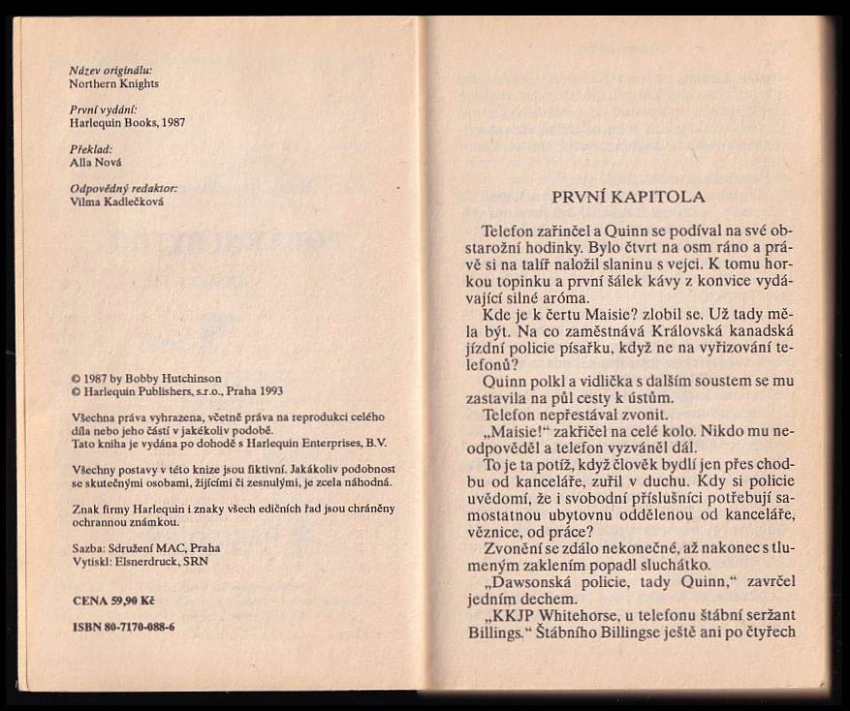 Název originálu:
Northern Knights
První vydání:
Harlequin Books, 1987
Překlad:
Alla Nová
Odpovědný redaktor:
Vilma Kadlečková
© 1987 by Bobby Hutchinson
© Harlequin Publishers, s.r.o., Praha 1993
Všechna práva vyhrazena, včetně práva na reprodukci celého
díla nebo jeho částí v jakékoliv podobě.
Tato kniha je vydána po dohodě s Harlequin Enterprises, B.V.
Všechny postavy v této knize jsou fiktivní. Jakákoliv podobnost
se skutečnými osobami, žijícími či zesnulými, je zcela náhodná.
Znak firmy Harlequin i znaky všech edičních řad jsou chráněny
ochrannou známkou.
Sazba: Sdružení MAC, Praha
Vytiskl: Elsnerdruck, SRN
CENA 59,90 Kč
ISBN 80-7170-088-6
PRVNÍ KAPITOLA
Telefon zařinčel a Quinn se podíval na své ob-
starožní hodinky. Bylo čtvrt na osm ráno a prá-
vě si na talíř naložil slaninu s vejci. K tomu hor-
kou topinku a první šálek kávy z konvice vydá-
vající silné aróma.
Kde je k čertu Maisie? zlobil se. Už tady mě-
la být. Na co zaměstnává Královská kanadská
jízdní policie písařku, když ne na vyřizování te-
lefonů?
Quinn polkl a vidlička s dalším soustem se mu
zastavila na půl cesty k ústům.
Telefon nepřestával zvonit.
„Maisie!“ zakřičel na celé kolo. Nikdo mu ne-
odpověděl a telefon vyzváněl dál.
To je ta potíž, když člověk bydlí jen přes chod-
bu od kanceláře, zuřil v duchu. Kdy si policie
uvědomí, že i svobodní příslušníci potřebují sa-
mostatnou ubytovnu oddělenou od kanceláře,
věznice, od práce?
Zvonění se zdálo nekonečné, až nakonec s tlu-
meným zaklením popadl sluchátko.
„Dawsonská policie, tady Quinn,“ zavrčel
jedním dechem.
„KKJP Whitehorse, u telefonu štábní seržant
Billings.“ Štábního Billingse ještě ani po čtyřech